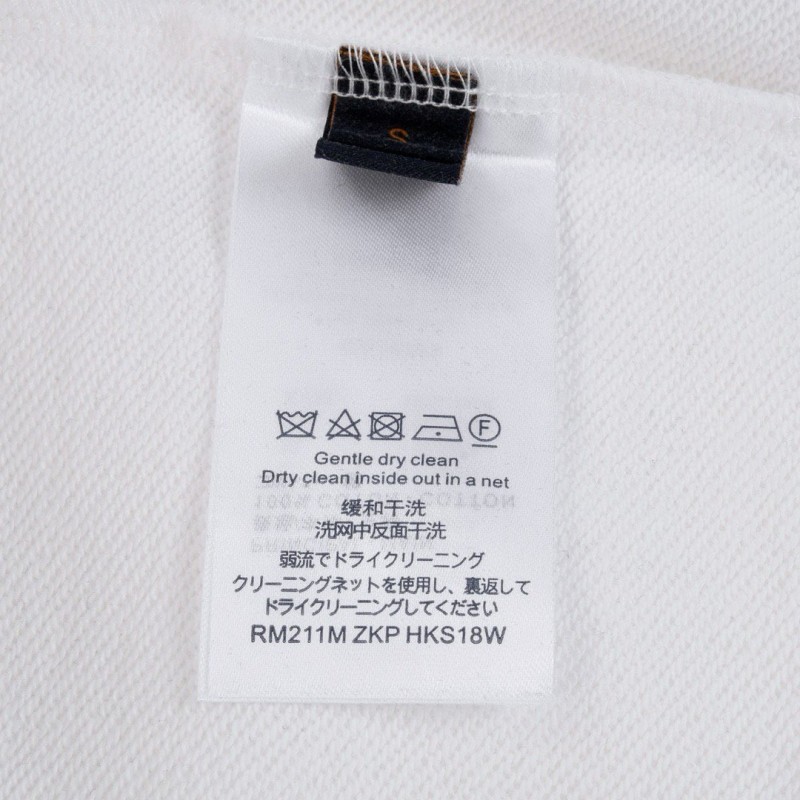 S
F
Gentle dry clean
Drty clean inside out in a net
缓和干洗
洗网中反面干洗
弱流でドライクリーニング
クリーニングネットを使用し、裏返して
ドライクリーニングしてください
RM211M ZKP HKS18W
100% COTON - COTTON